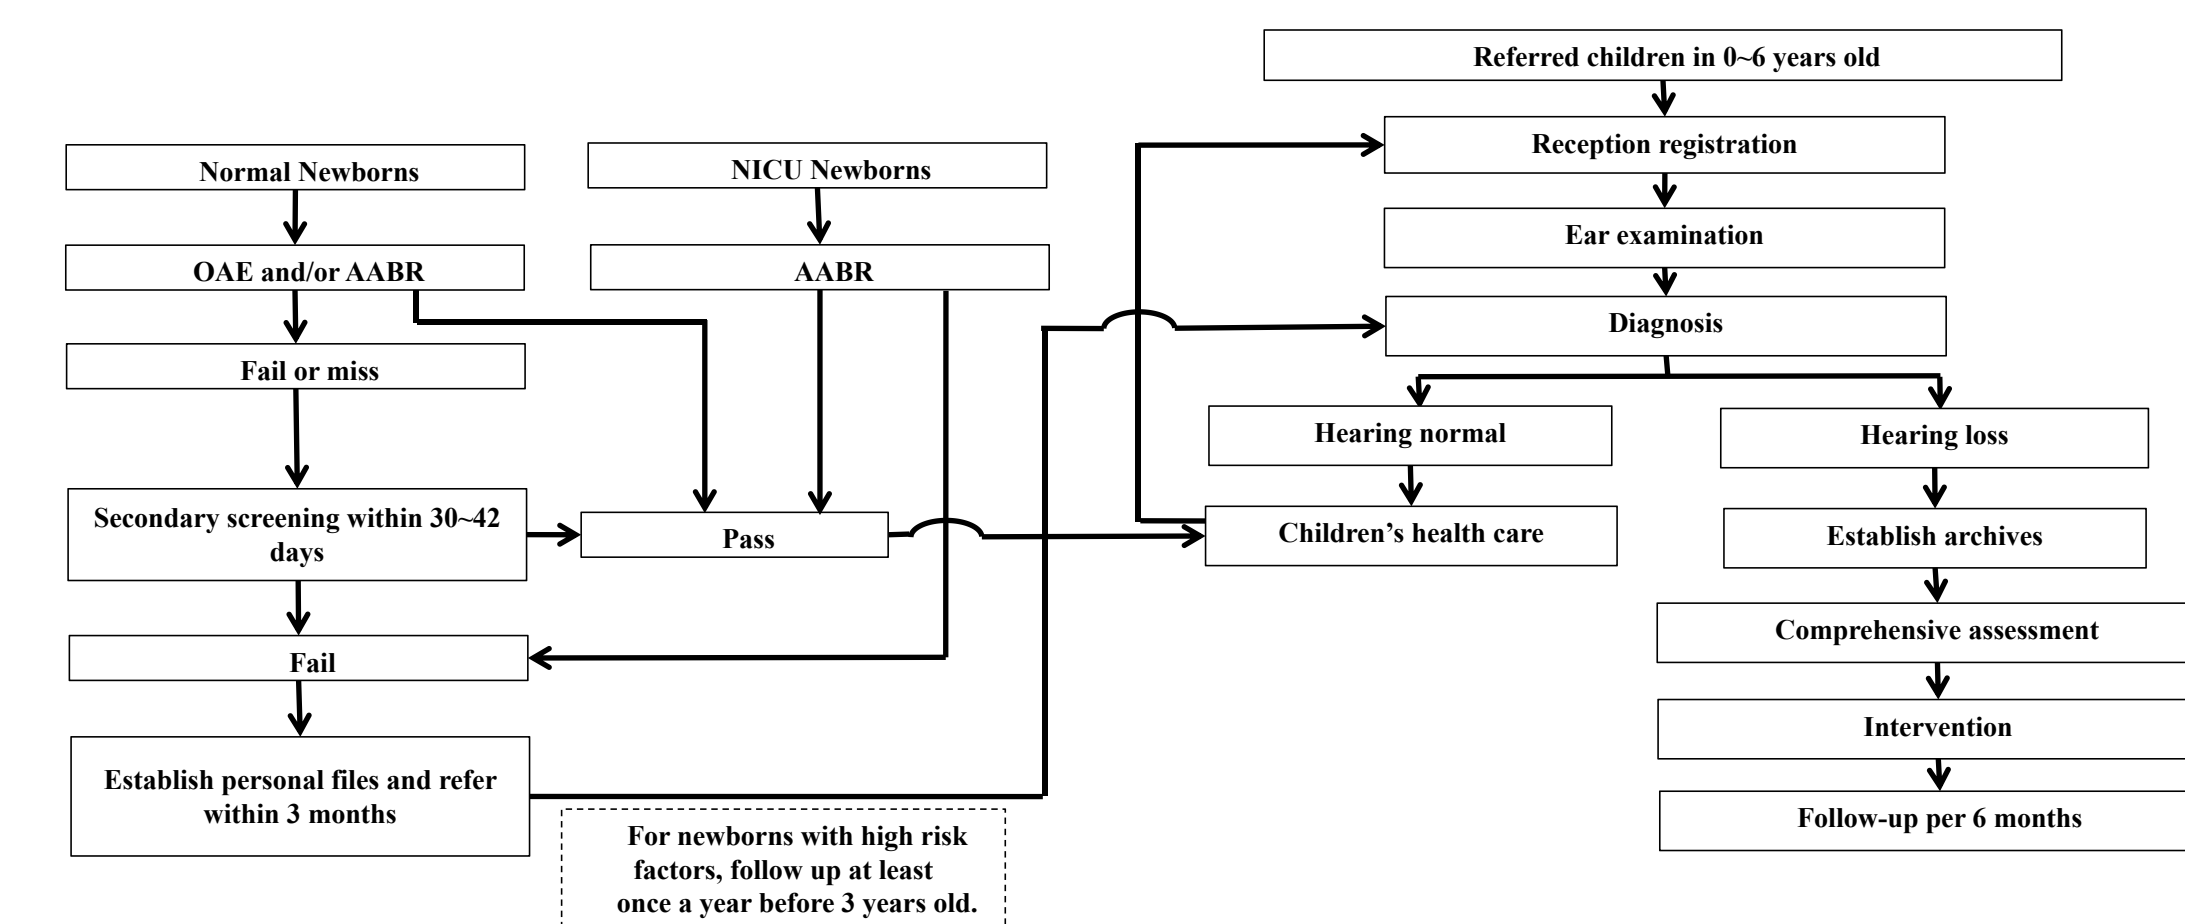 Normal Newborns
OAE and/or AABR
Fail or miss
Secondary screening within 30~42
days
Fail
Establish personal files and refer
within 3 months
NICU Newborns
AABR
Pass
For newborns with high risk
factors, follow up at least
once a year before 3 years old.
Referred children in 0~6 years old
Reception registration
Ear examination
Diagnosis
Hearing normal
Children’s health care
Hearing loss
Establish archives
Comprehensive assessment
Intervention
Follow-up per 6 months